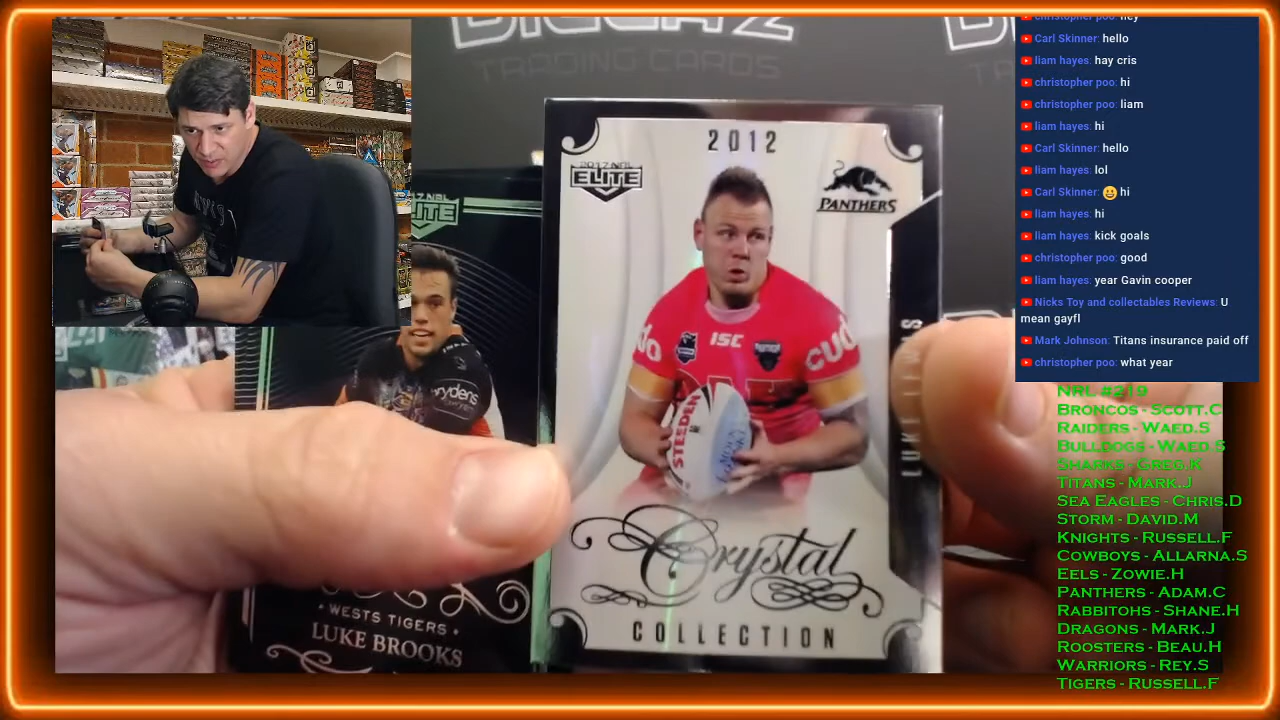 TRADING CARDS
christopher poo: hey
Carl Skinner: hello
liam hayes: hay cris
christopher poo: hi
christopher poo: liam
liam hayes: hi
Carl Skinner: hello
liam hayes: lol
Carl Skinner: 😀 hi
liam hayes: hi
liam hayes: kick goals
christopher poo: good
liam hayes: year Gavin cooper
Nicks Toy and collectables Reviews: U
mean gayfl
Mark Johnson: Titans insurance paid off
christopher poo: what year
2012
2017 NRL
ELITE
PANTHERS
ISC
STEEDEN
Crystal
COLLECTION
brydens
WESTS TIGERS
LUKE BROOKS
NRL #219
BRONCOS - SCOTT.C
RAIDERS - WAED.S
BULLDOGS - WAED.S
SHARKS - GREG.K
TITANS - MARK.J
SEA EAGLES - CHRIS.D
STORM - DAVID.M
KNIGHTS - RUSSELL.F
COWBOYS - ALLARNA.S
EELS - ZOWIE.H
PANTHERS - ADAM.C
RABBITOHS - SHANE.H
DRAGONS - MARK.J
ROOSTERS - BEAU.H
WARRIORS - REY.S
TIGERS - RUSSELL.F